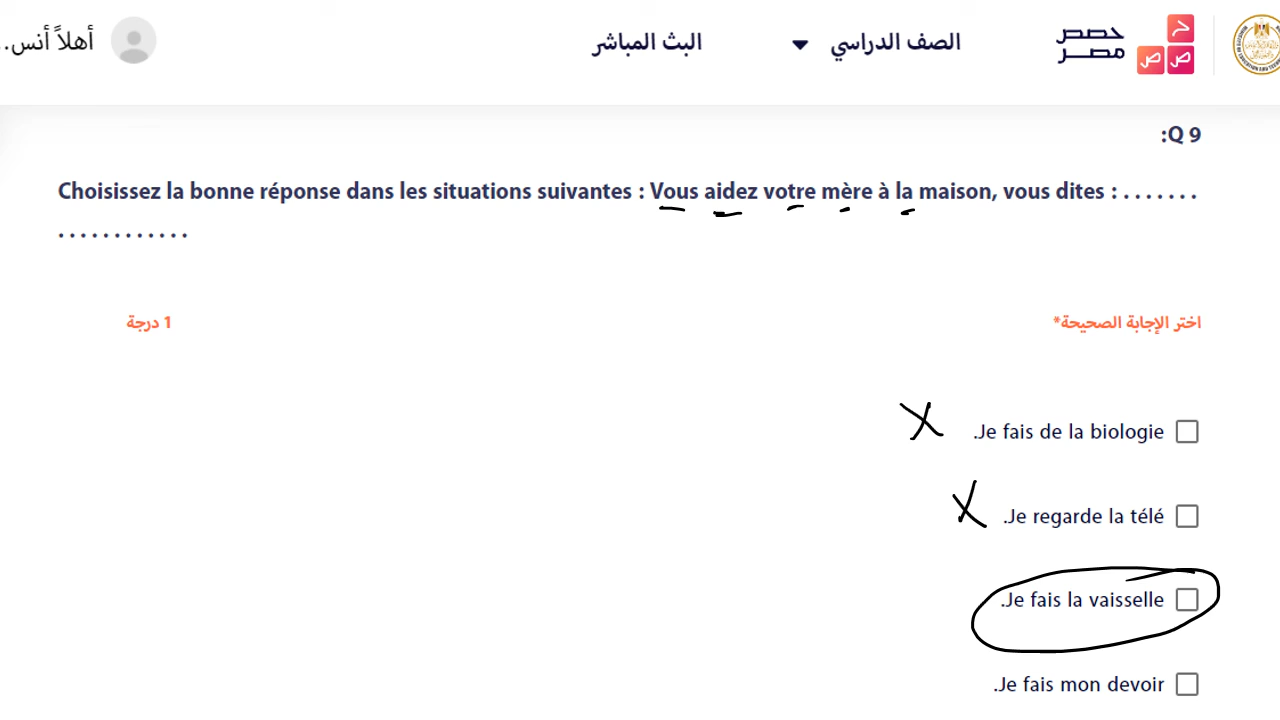 حصص مصر
ح
ص ص
الصف الدراسي
البث المباشر
أهلاً أنس..
Q 9:
Choisissez la bonne réponse dans les situations suivantes : Vous aidez votre mère à la maison, vous dites : . . . . . . .
. . . . . . . . . . . .
اختر الإجابة الصحيحة*
1 درجة
Je fais de la biologie.
Je regarde la télé.
Je fais la vaisselle.
Je fais mon devoir.